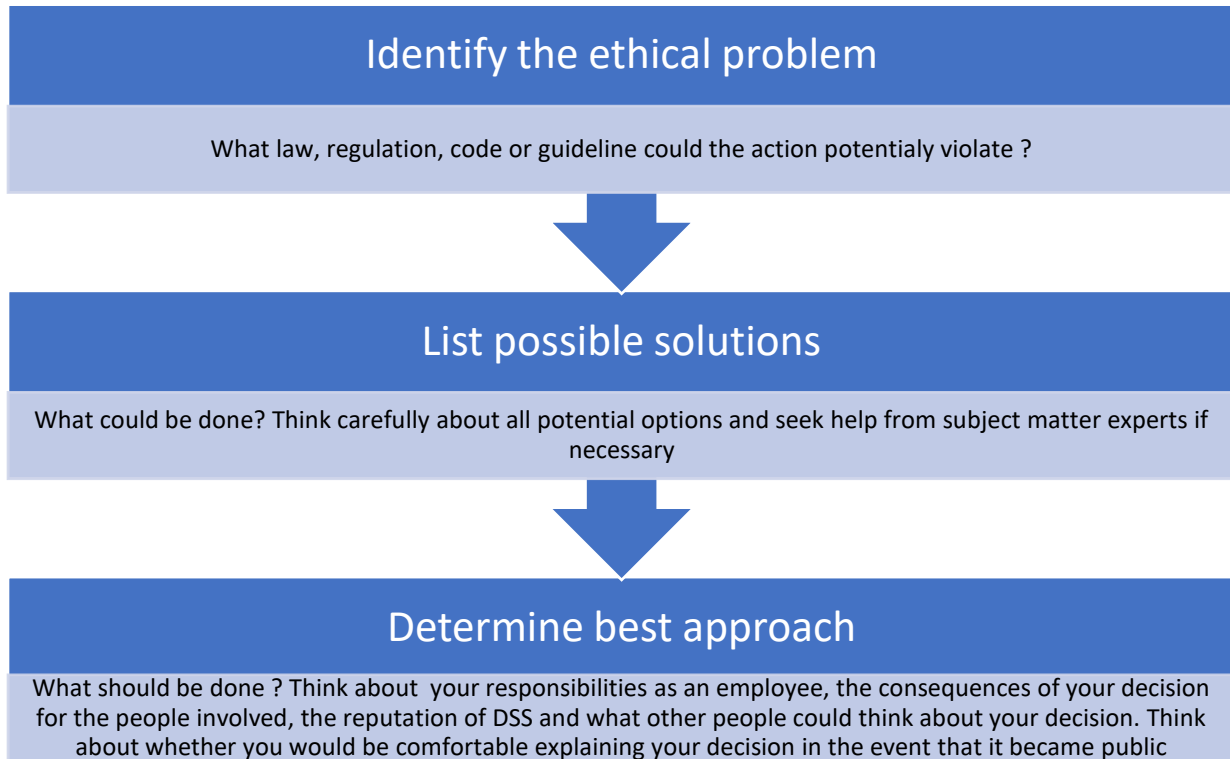 Identify the ethical problem
What law, regulation, code or guideline could the action potentialy violate ?
List possible solutions
What could be done? Think carefully about all potential options and seek help from subject matter experts if
necessary
Determine best approach
What should be done ? Think about  your responsibilities as an employee, the consequences of your decision
for the people involved, the reputation of DSS and what other people could think about your decision. Think
about whether you would be comfortable explaining your decision in the event that it became public